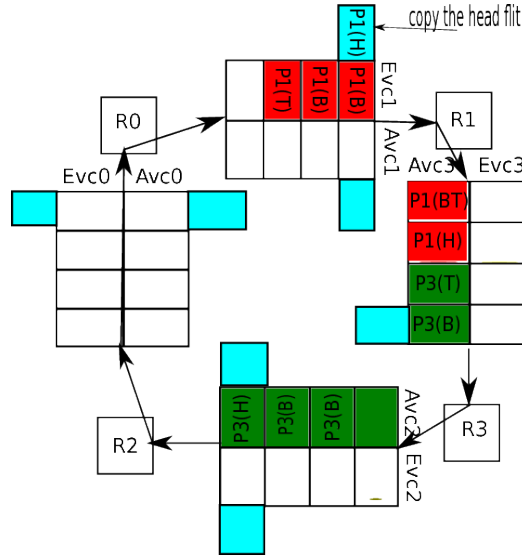 copy the head flit
P1(H)
P1(T)
P1(B)
P1(B)
Evc1
Avc1
R0
R1
Evc0
Avc0
Avc3
Evc3
P1(BT)
P1(H)
P3(T)
P3(B)
P3(H)
P3(B)
P3(B)
Avc2
Evc2
R2
R3